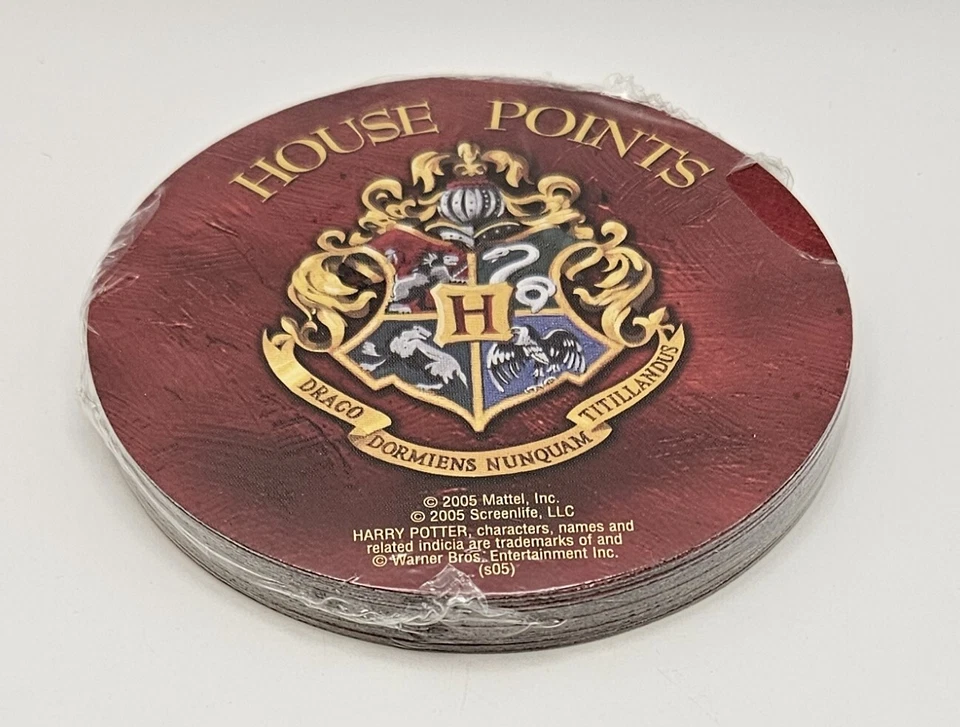 HOUSE POINTS
H
DRACO DORMIENS NUNQUAM TITILLANDUS
© 2005 Mattel, Inc.
© 2005 Screenlife, LLC
HARRY POTTER, characters, names and
related indicia are trademarks of and
© Warner Bros. Entertainment Inc.
(s05)